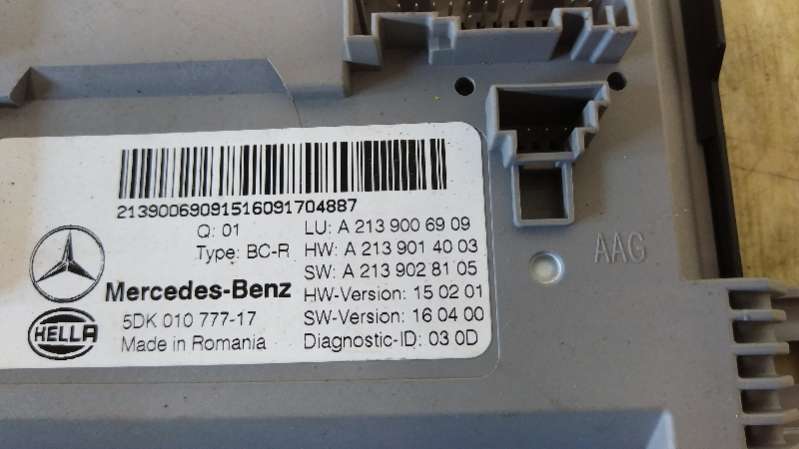 21390069091516091704887
Q: 01
Type: BC-R
LU: A 213 900 69 09
HW: A 213 901 40 03
SW: A 213 902 81 05
HW-Version: 15 02 01
SW-Version: 16 04 00
Diagnostic-ID: 03 0D
Mercedes-Benz
HELLA
5DK 010 777-17
Made in Romania
AAG